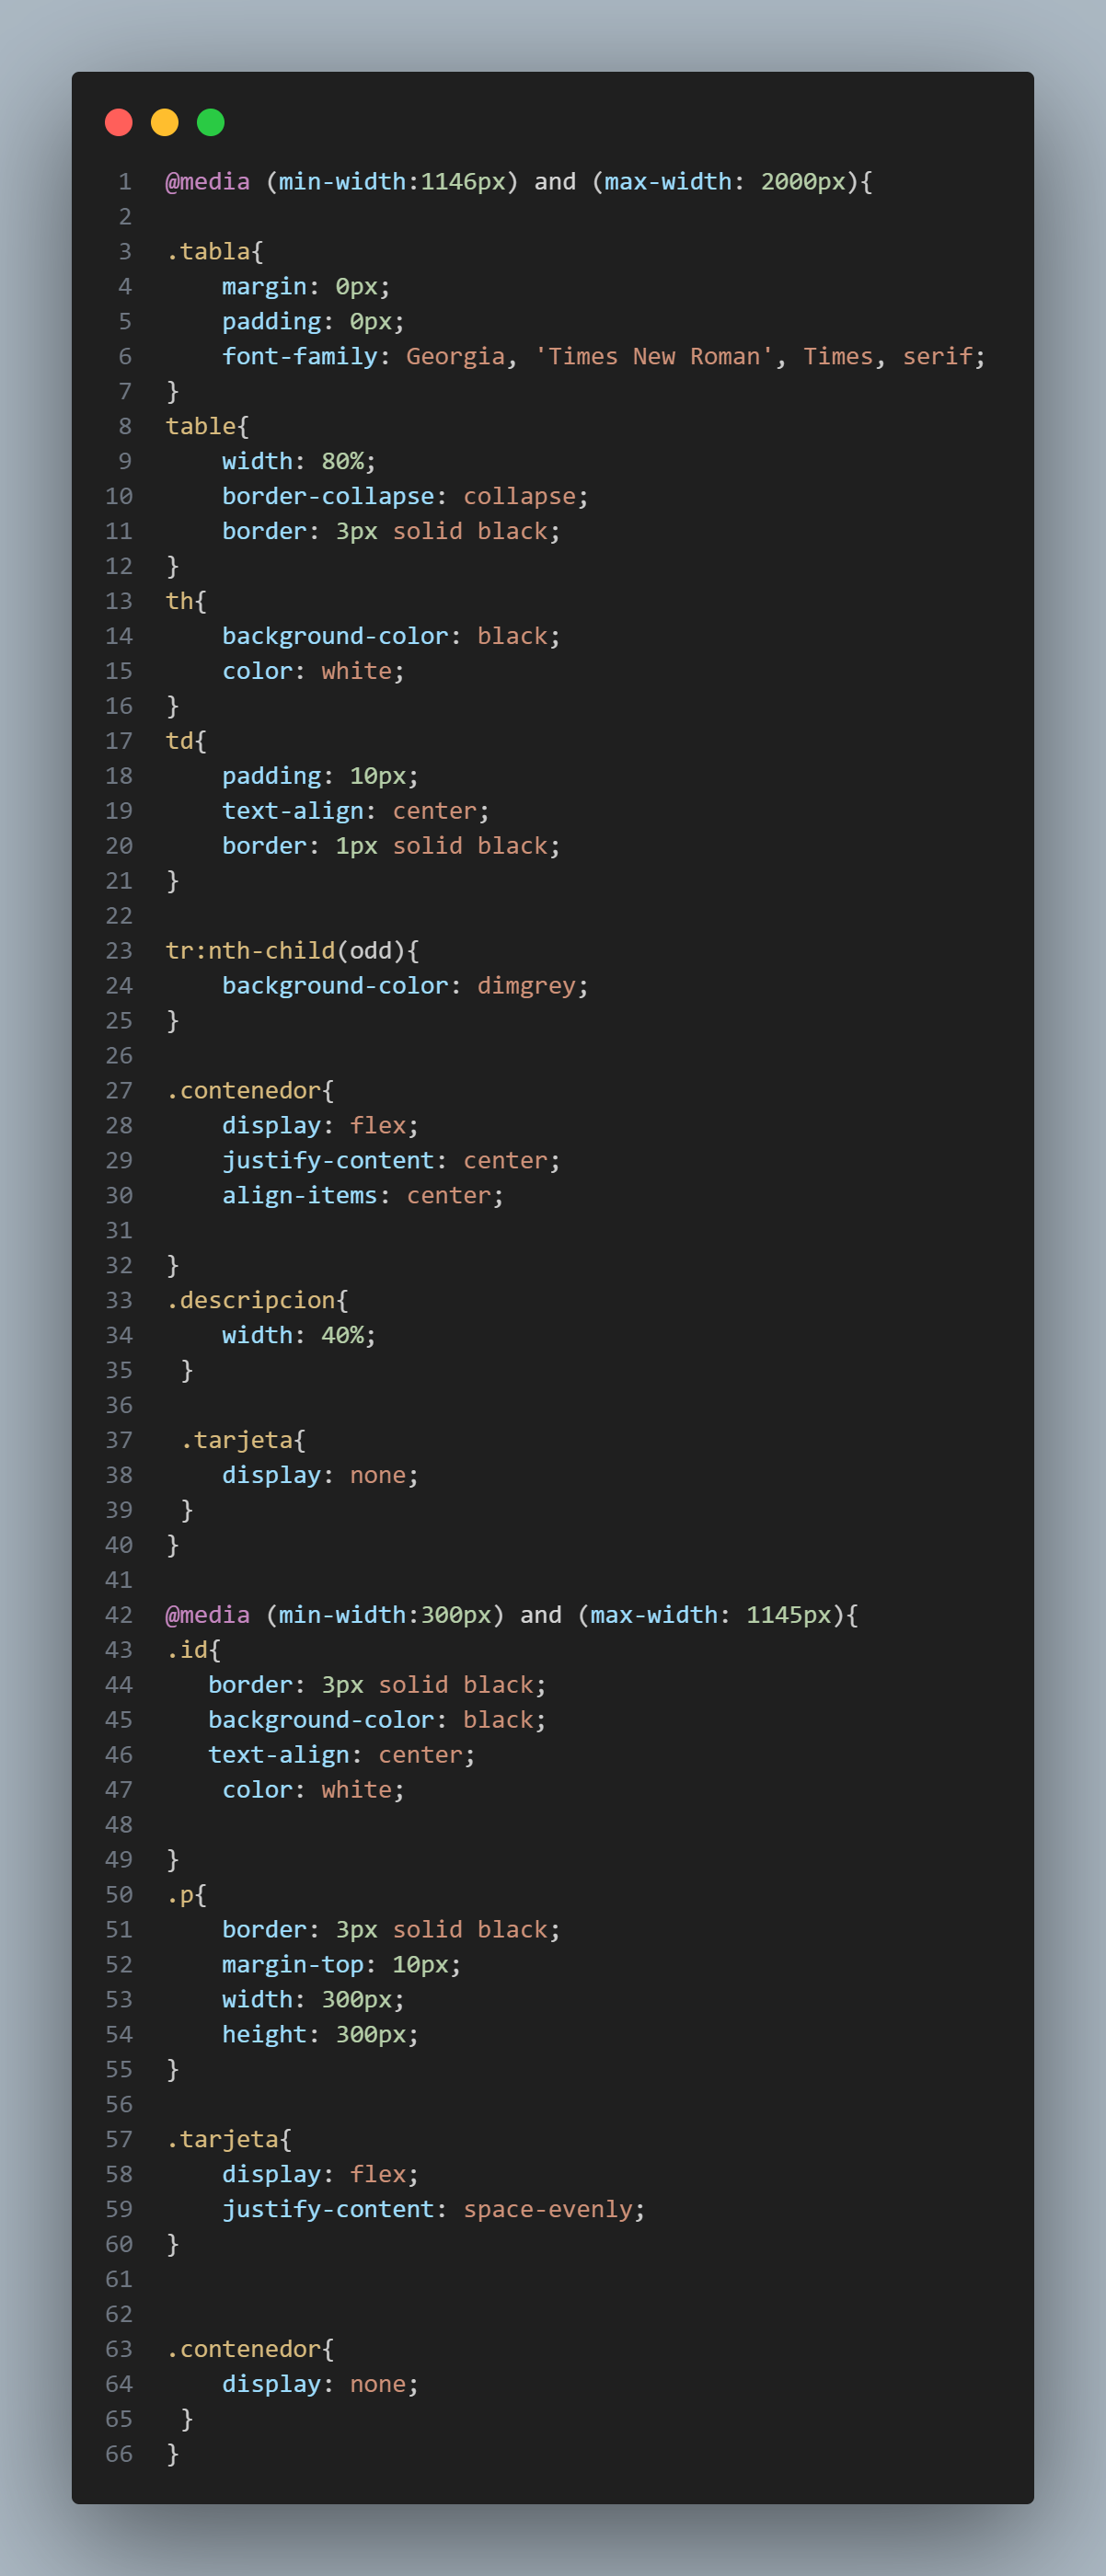 1 @media (min-width:1146px) and (max-width: 2000px){
2
3 .tabla{
4     margin: 0px;
5     padding: 0px;
6     font-family: Georgia, 'Times New Roman', Times, serif;
7 }
8 table{
9     width: 80%;
10     border-collapse: collapse;
11     border: 3px solid black;
12 }
13 th{
14     background-color: black;
15     color: white;
16 }
17 td{
18     padding: 10px;
19     text-align: center;
20     border: 1px solid black;
21 }
22
23 tr:nth-child(odd){
24     background-color: dimgrey;
25 }
26
27 .contenedor{
28     display: flex;
29     justify-content: center;
30     align-items: center;
31
32 }
33 .descripcion{
34     width: 40%;
35  }
36
37  .tarjeta{
38     display: none;
39  }
40 }
41
42 @media (min-width:300px) and (max-width: 1145px){
43 .id{
44    border: 3px solid black;
45    background-color: black;
46    text-align: center;
47     color: white;
48
49 }
50 .p{
51     border: 3px solid black;
52     margin-top: 10px;
53     width: 300px;
54     height: 300px;
55 }
56
57 .tarjeta{
58     display: flex;
59     justify-content: space-evenly;
60 }
61
62
63 .contenedor{
64     display: none;
65  }
66 }